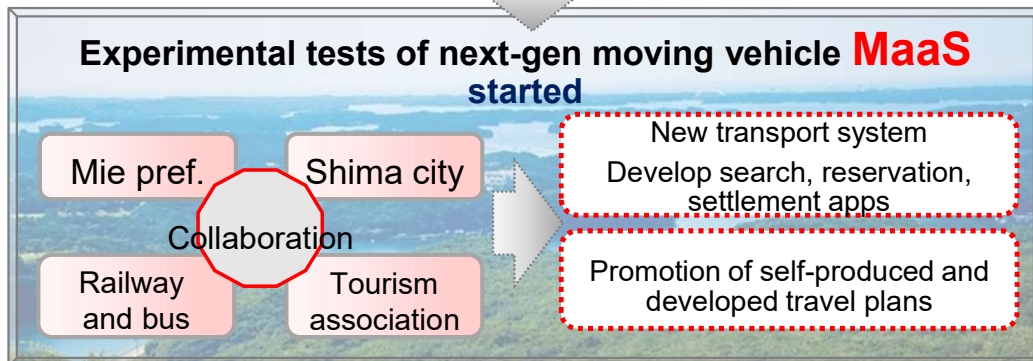 Experimental tests of next-gen moving vehicle MaaS
started
Mie pref.
Shima city
Collaboration
Railway
and bus
Tourism
association
New transport system
Develop search, reservation,
settlement apps
Promotion of self-produced and
developed travel plans